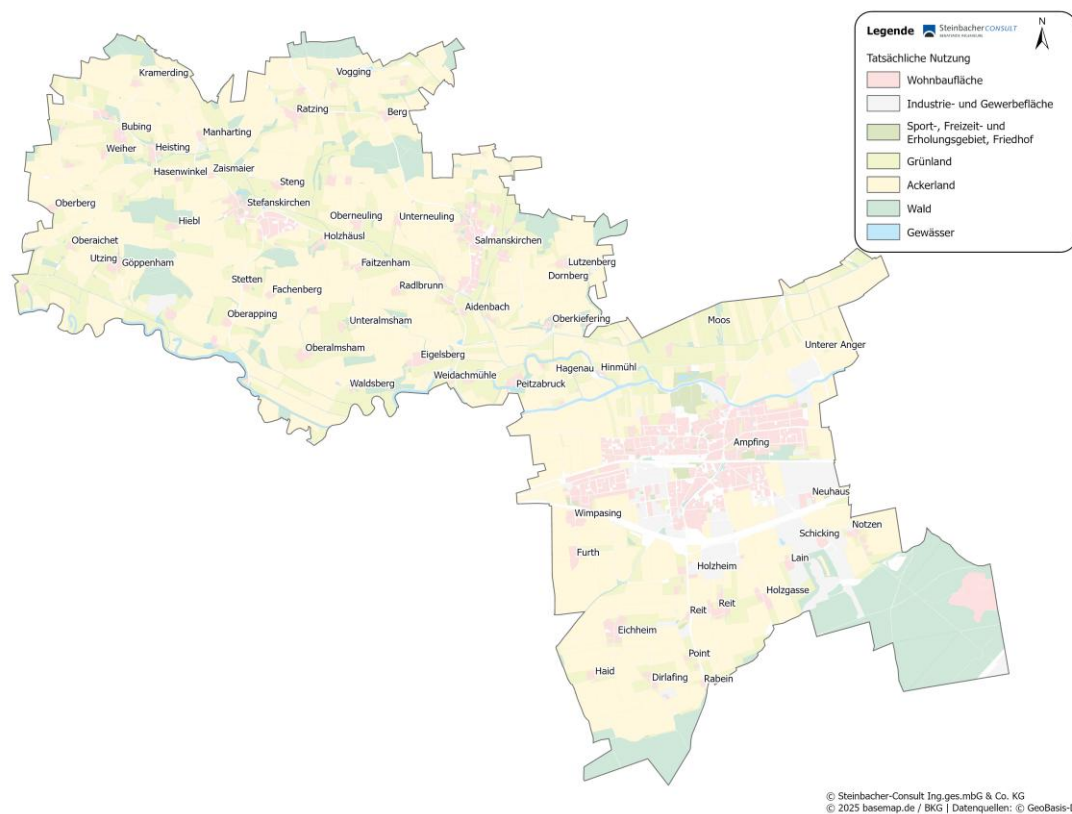 Legende
Steinbacher CONSULT
N
Tatsächliche Nutzung
Wohnbaufläche
Industrie- und Gewerbefläche
Sport-, Freizeit- und
Erholungsgebiet, Friedhof
Grünland
Ackerland
Wald
Gewässer
Kramerding
Vogging
Ratzing
Berg
Bubing
Manharting
Weiher
Heisting
Hasenwinkel
Zaismaier
Steng
Stefanskirchen
Oberberg
Hiebl
Oberneuling
Unterneuling
Holzhäusl
Salmanskirchen
Oberaichet
Utzing
Göppenham
Faitzenham
Lutzenberg
Dornberg
Stetten
Fachenberg
Radlbrunn
Aidenbach
Oberapping
Unteralmsham
Oberkiefering
Moos
Oberalmsham
Eigelsberg
Unterer Anger
Waldsberg
Weidachmühle
Hagenau
Hinmühl
Peitzabruck
Ampfing
Neuhaus
Wimpasing
Schicking
Notzen
Furth
Holzheim
Lain
Holzgasse
Reit
Reit
Eichheim
Point
Haid
Dirlafing
Rabein
© Steinbacher-Consult Ing.ges.mbG & Co. KG
© 2025 basemap.de / BKG | Datenquellen: © GeoBasis-D